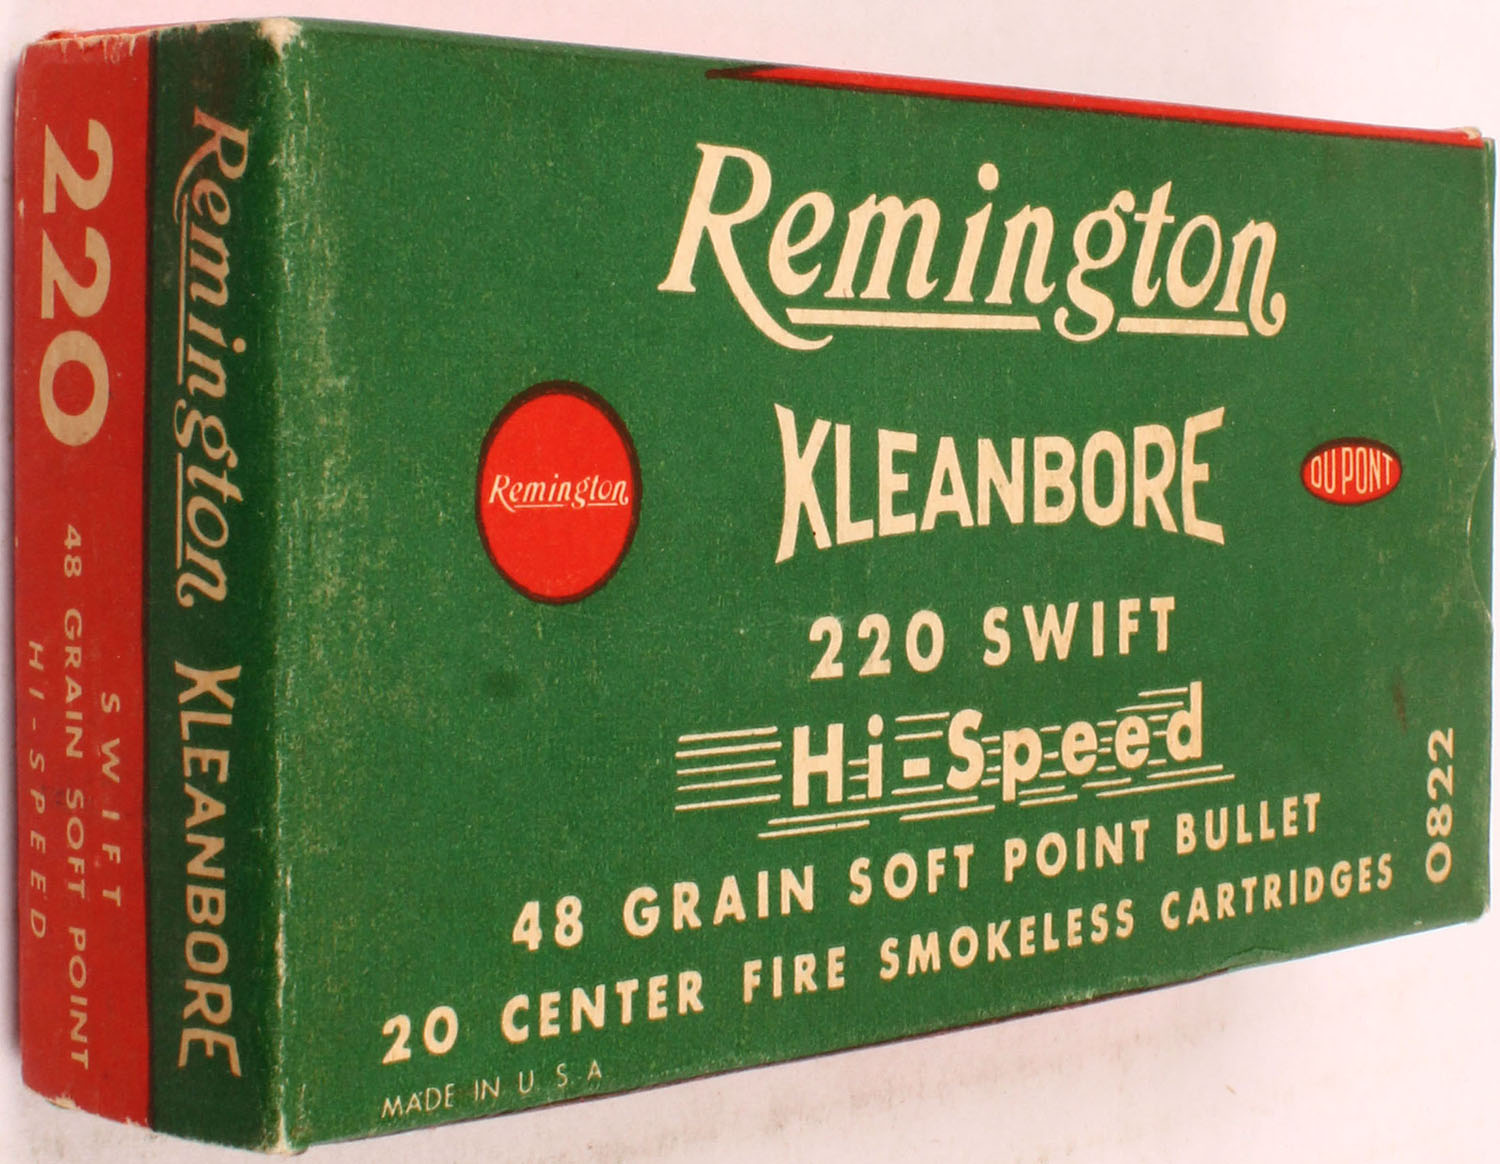 Remington
KLEANBORE
Remington
DU PONT
220 SWIFT
Hi-Speed
48 GRAIN SOFT POINT BULLET
20 CENTER FIRE SMOKELESS CARTRIDGES
MADE IN U.S.A
0822
Remington KLEANBORE
220
SWIFT
48 GRAIN SOFT POINT
HI-SPEED